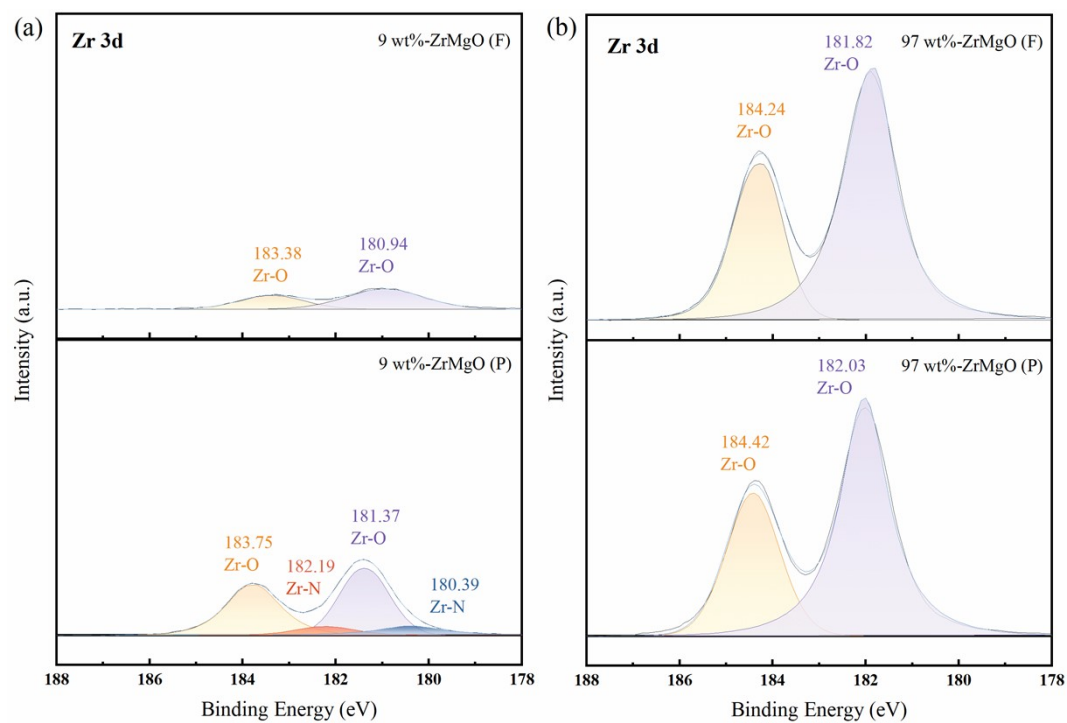 (a)
Zr 3d
9 wt%-ZrMgO (F)
183.38
Zr-O
180.94
Zr-O
9 wt%-ZrMgO (P)
183.75
Zr-O
182.19
Zr-N
181.37
Zr-O
180.39
Zr-N
Intensity (a.u.)
188 186 184 182 180 178
Binding Energy (eV)
(b)
Zr 3d
97 wt%-ZrMgO (F)
184.24
Zr-O
181.82
Zr-O
97 wt%-ZrMgO (P)
184.42
Zr-O
182.03
Zr-O
Intensity (a.u.)
188 186 184 182 180 178
Binding Energy (eV)